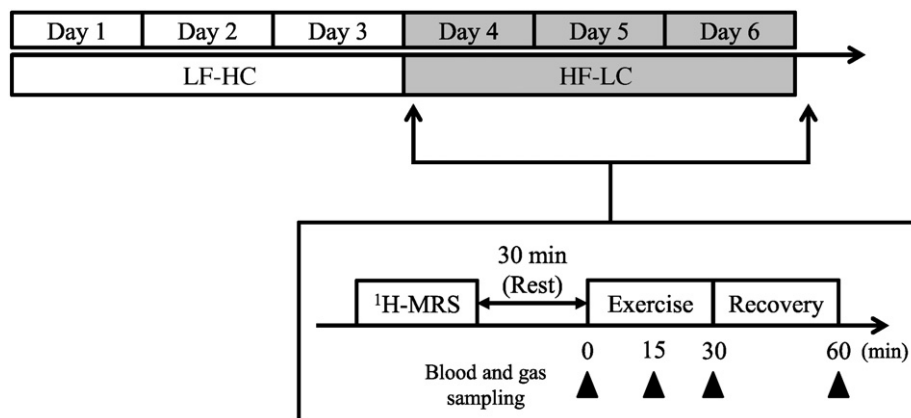 Day 1 Day 2 Day 3 Day 4 Day 5 Day 6
LF-HC HF-LC
30 min
(Rest)
¹H-MRS Exercise Recovery
0 15 30 60 (min)
Blood and gas
sampling